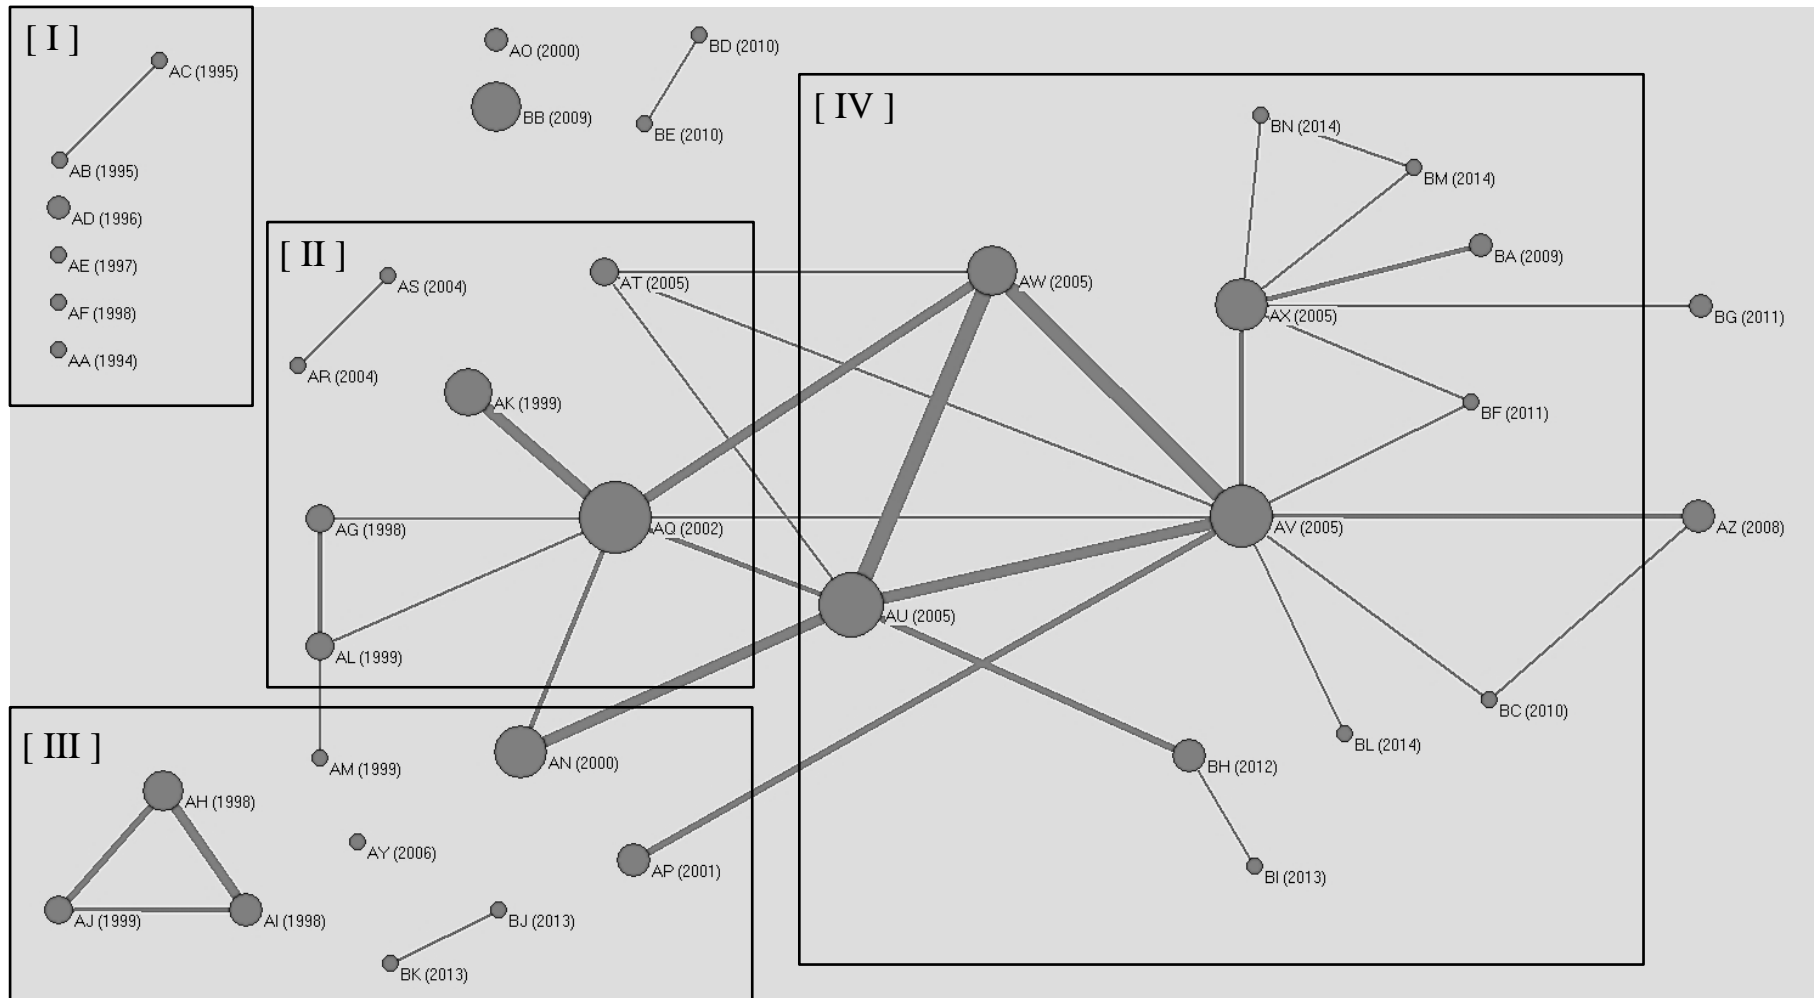 [ I ]
AC (1995)
AB (1995)
AD (1996)
AE (1997)
AF (1998)
AA (1994)
AO (2000)
BB (2009)
BD (2010)
BE (2010)
[ II ]
AS (2004)
AT (2005)
AR (2004)
AK (1999)
AG (1998)
AQ (2002)
AL (1999)
[ III ]
AM (1999)
AN (2000)
AH (1998)
AY (2006)
AP (2001)
AJ (1999)
AI (1998)
BJ (2013)
BK (2013)
[ IV ]
BN (2014)
BM (2014)
AW (2005)
BA (2009)
AX (2005)
BG (2011)
BF (2011)
AV (2005)
AZ (2008)
AU (2005)
BC (2010)
BL (2014)
BH (2012)
BI (2013)